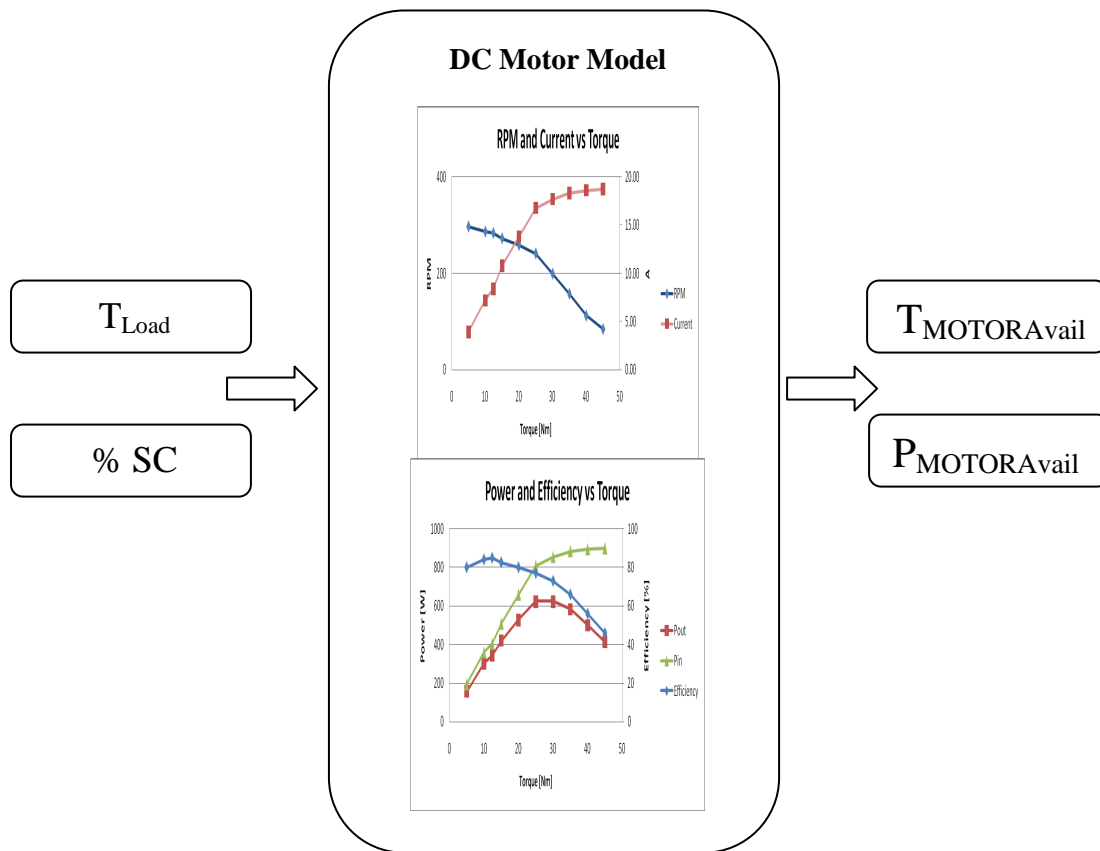 DC Motor Model
T_Load
% SC
RPM and Current vs Torque
400
200
0
RPM
20.00
15.00
10.00
5.00
0.00
A
RPM
Current
0 10 20 30 40 50
Torque [Nm]
Power and Efficiency vs Torque
1000
800
600
400
200
0
Power [W]
100
80
60
40
20
0
Efficiency [%]
Pout
Pin
Efficiency
0 10 20 30 40 50
Torque [Nm]
T_MOTORAvail
P_MOTORAvail